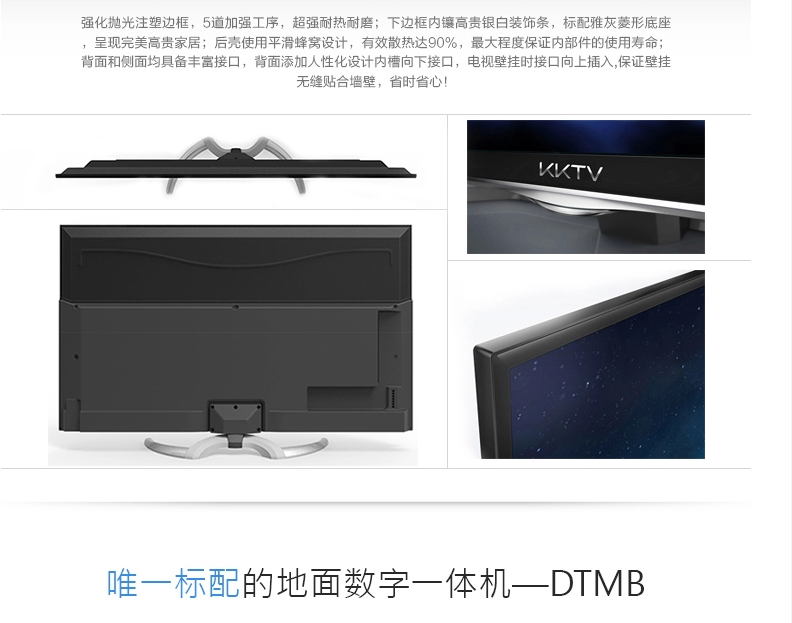 强化抛光注塑边框，5道加强工序，超强耐热耐磨；下边框内镶高贵银白装饰条，标配雅灰菱形底座
，呈现完美高贵家居；后壳使用平滑蜂窝设计，有效散热达90%，最大程度保证内部件的使用寿命；
背面和侧面均具备丰富接口，背面添加人性化设计内槽向下接口，电视壁挂时接口向上插入,保证壁挂
无缝贴合墙壁，省时省心！
KKTV
唯一标配的地面数字一体机—DTMB